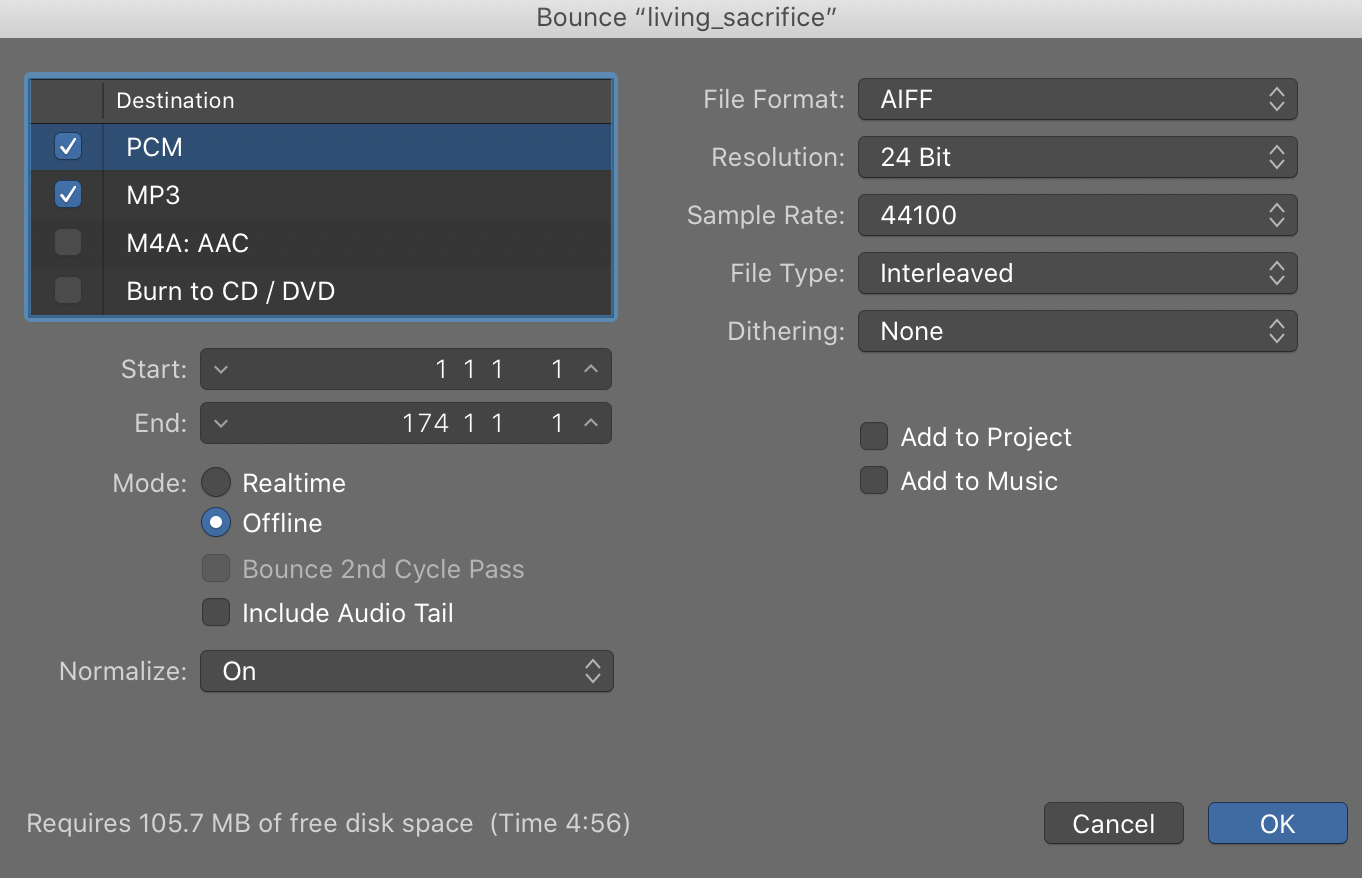 Bounce “living_sacrifice”
Destination
PCM
MP3
M4A: AAC
Burn to CD / DVD
Start: 1 1 1 1
End: 174 1 1 1
Mode: Realtime
Offline
Bounce 2nd Cycle Pass
Include Audio Tail
Normalize: On
File Format: AIFF
Resolution: 24 Bit
Sample Rate: 44100
File Type: Interleaved
Dithering: None
Add to Project
Add to Music
Requires 105.7 MB of free disk space (Time 4:56)
Cancel
OK